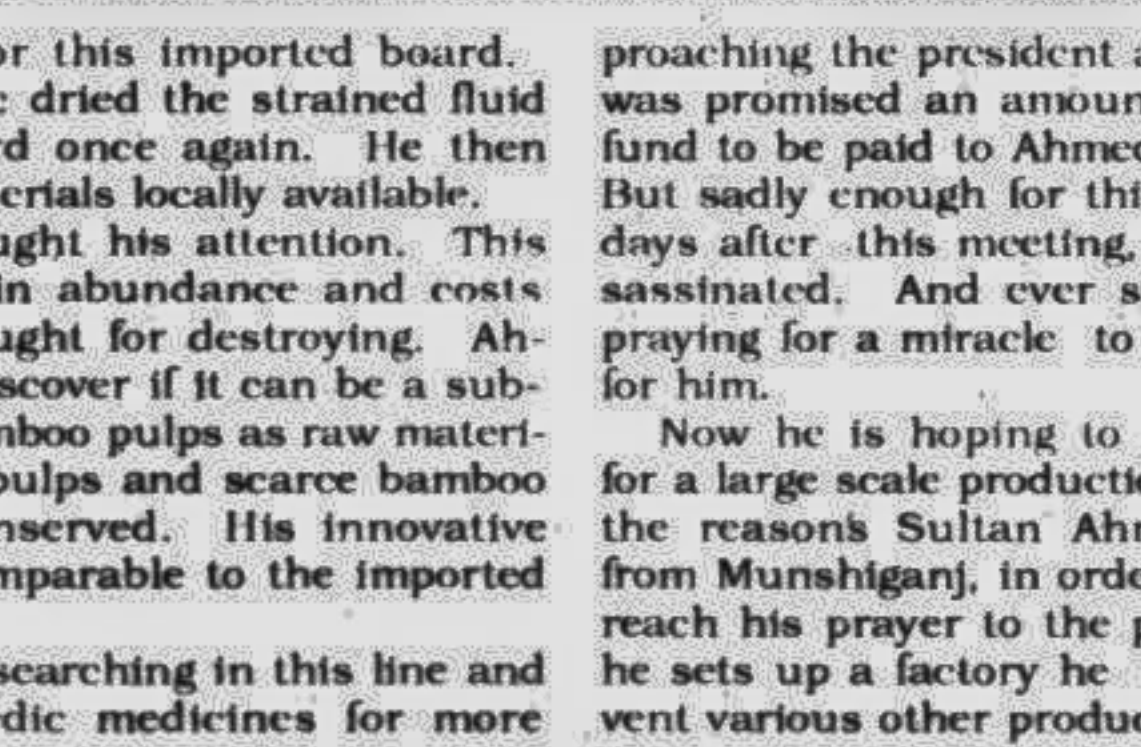 or this imported board.
dried the strained fluid
rd once again. He then
erials locally available.
ught his attention. This
in abundance and costs
ught for destroying. Ah-
scover if it can be a sub-
nboo pulps as raw materi-
pulps and scarce bamboo
nserved. His innovative
mparable to the imported
searching in this line and
rdic medicines for more
proaching the president a
was promised an amoun
fund to be paid to Ahmed
But sadly enough for thi
days after this meeting,
sassinated. And ever s
praying for a miracle to
for him.
Now he is hoping to
for a large scale producti
the reasons Sultan Ahr
from Munshiganj, in orde
reach his prayer to the p
he sets up a factory he
vent various other produc